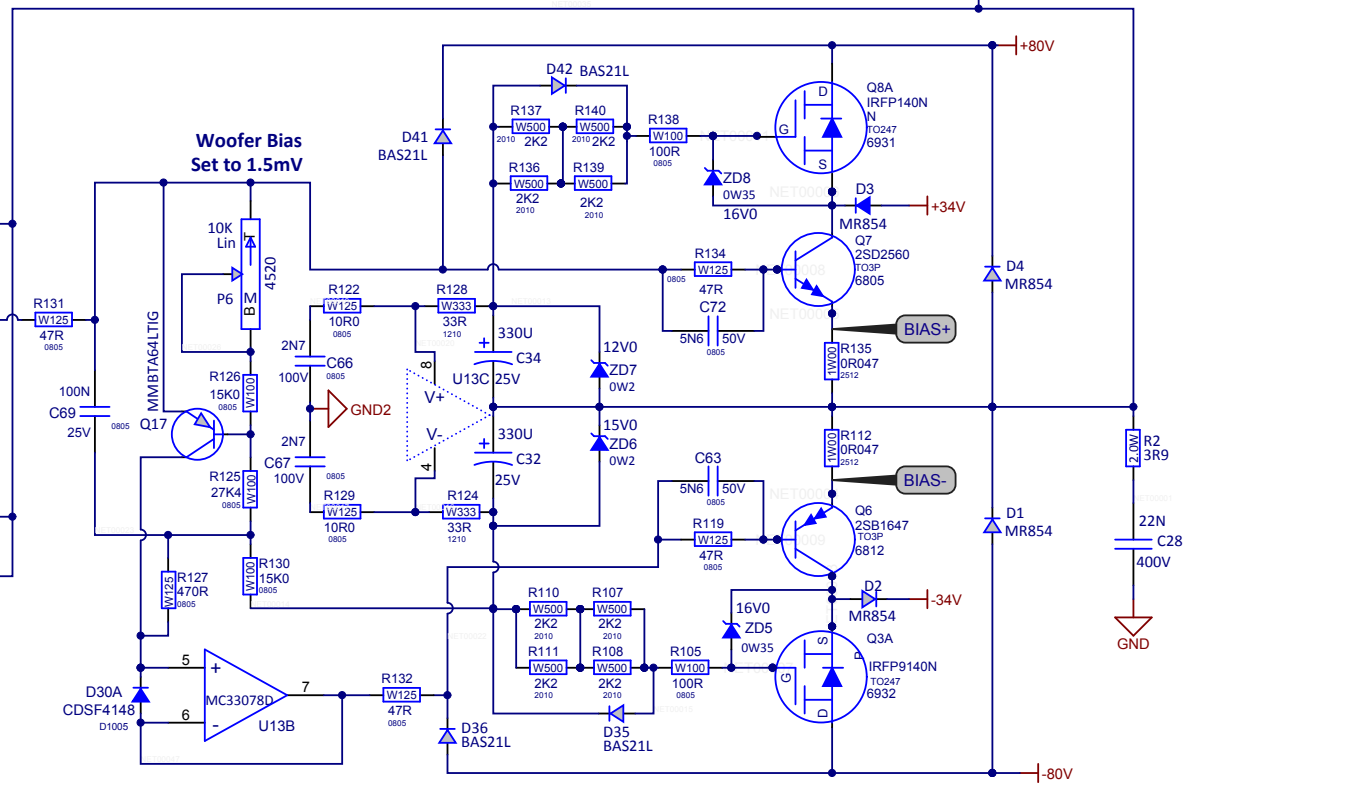 +80V
D42 BAS21L
Q8A
IRFP140N
N
TO247
6931
D
G
S
R137
W500
2010
2K2
R140
W500
2K2
R138
W100
100R
0805
D41
BAS21L
Woofer Bias
Set to 1.5mV
R136
W500
2K2
2010
R139
W500
2K2
2010
ZD8
0W35
16V0
D3
MR854
+34V
10K
Lin
P6
4520
T
M
B
Q7
2SD2560
TO3P
6805
R134
W125
0805
47R
C72
5N6 50V
0805
D4
MR854
R131
W125
47R
0805
R122
W125
10R0
0805
R128
W333
33R
1210
BIAS+
MMBTA64LTIG
2N7
C66
100V
0805
8
330U
C34
25V
12V0
ZD7
0W2
R135
1W00
0R047
2512
R126
15K0
0805
W100
100N
C69
25V
0805
Q17
GND2
U13C
V+
V-
4
2N7
C67
100V
0805
330U
C32
25V
15V0
ZD6
0W2
R112
1W00
0R047
2512
R2
3R9
2.0W
R125
27K4
0805
W100
C63
5N6 50V
0805
BIAS-
R129
W125
10R0
0805
R124
W333
33R
1210
R119
W125
47R
0805
Q6
2SB1647
TO3P
6812
D1
MR854
22N
C28
400V
R127
470R
0805
W125
R130
15K0
0805
W100
R110
W500
2K2
2010
R107
W500
2K2
2010
16V0
ZD5
0W35
D2
MR854
-34V
GND
R111
W500
2K2
2010
R108
W500
2K2
2010
R105
W100
100R
0805
Q3A
P
IRFP9140N
TO247
6932
S
G
D
5
+
6
-
7
MC33078D
U13B
D30A
CDSF4148
D1005
R132
W125
47R
0805
D36
BAS21L
D35
BAS21L
-80V